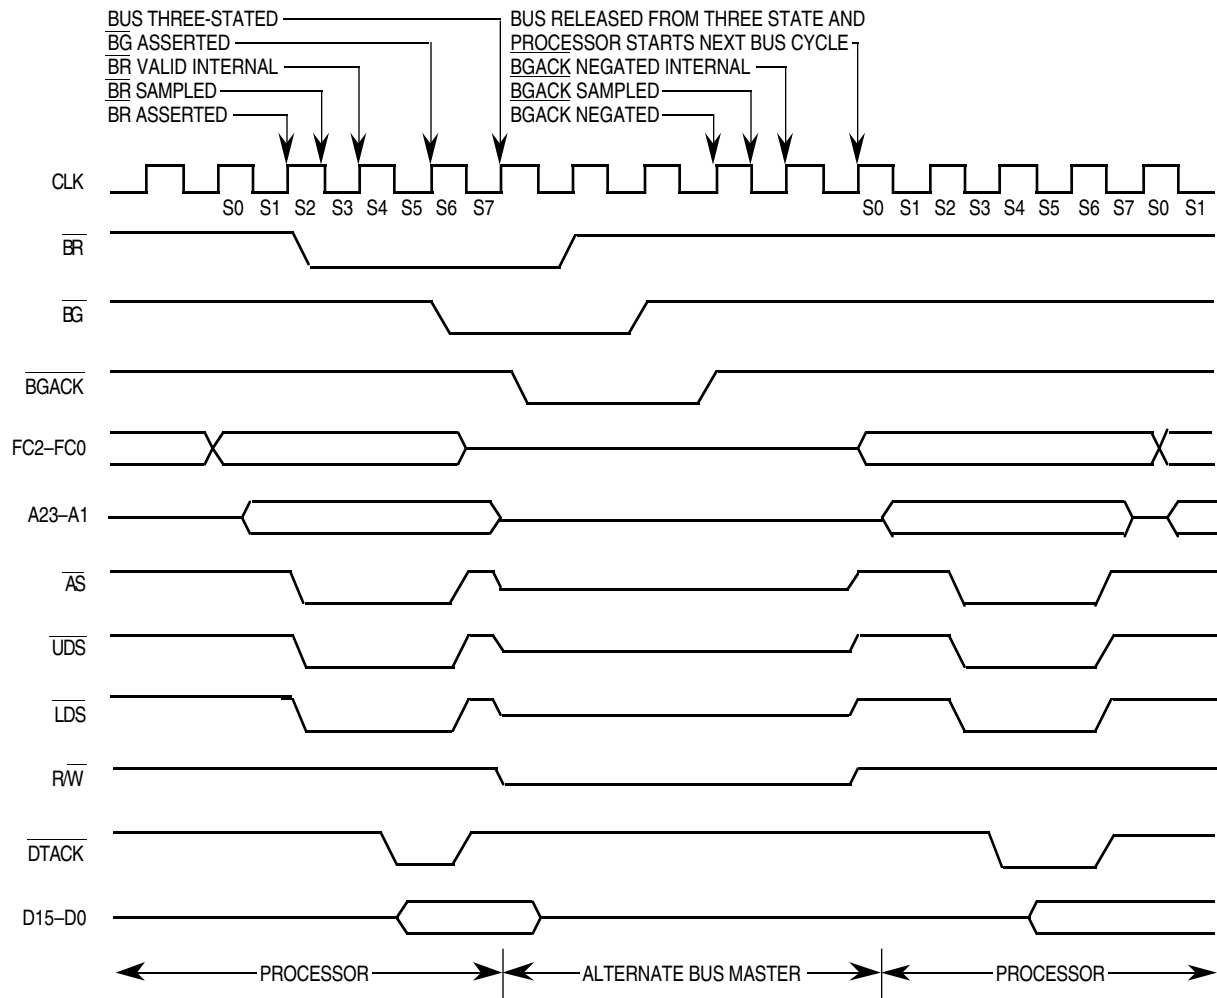 BUS THREE-STATED
BG ASSERTED
BR VALID INTERNAL
BR SAMPLED
BR ASSERTED
BUS RELEASED FROM THREE STATE AND
PROCESSOR STARTS NEXT BUS CYCLE
BGACK NEGATED INTERNAL
BGACK SAMPLED
BGACK NEGATED
CLK
S0 S1 S2 S3 S4 S5 S6 S7 S0 S1 S2 S3 S4 S5 S6 S7 S0 S1
BR
BG
BGACK
FC2–FC0
A23–A1
AS
UDS
LDS
R/W
DTACK
D15–D0
PROCESSOR ALTERNATE BUS MASTER PROCESSOR